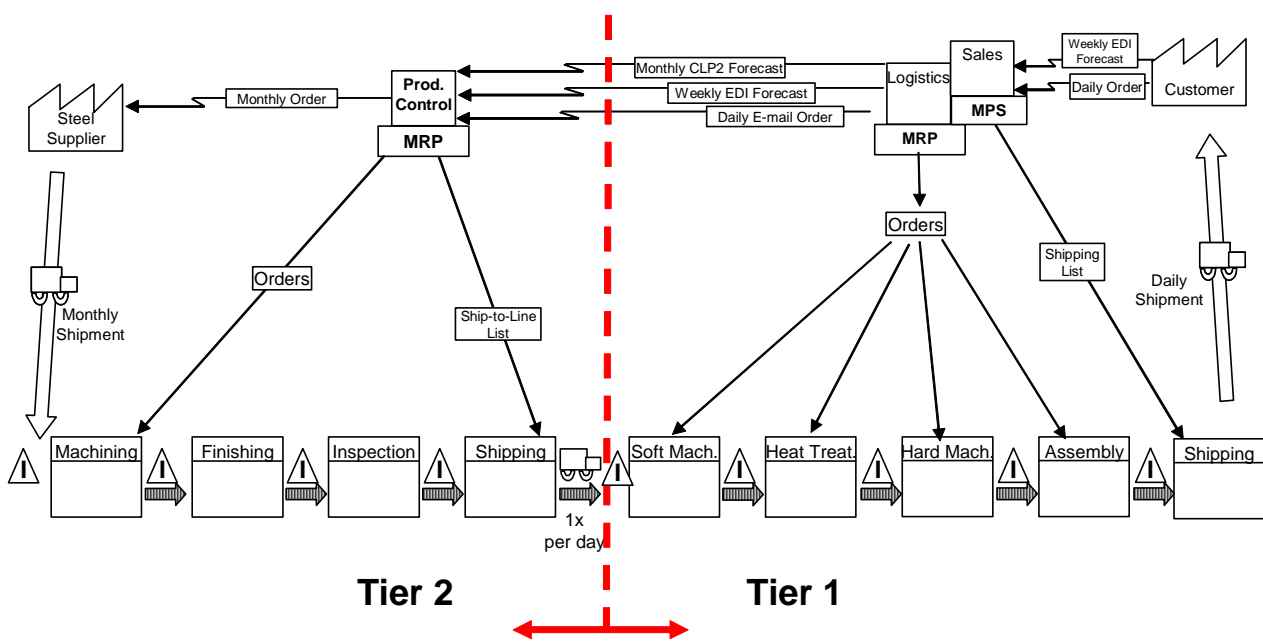 Steel
Supplier
Monthly Order
Prod.
Control
MRP
Monthly CLP2 Forecast
Weekly EDI Forecast
Daily E-mail Order
Logistics
MRP
Sales
MPS
Weekly EDI
Forecast
Daily Order
Customer
Orders
Monthly
Shipment
Orders
Ship-to-Line
List
Shipping
List
Daily
Shipment
I
Machining
I
Finishing
I
Inspection
I
Shipping
1x
per day
I
Soft Mach.
I
Heat Treat.
I
Hard Mach.
I
Assembly
I
Shipping
Tier 2
Tier 1